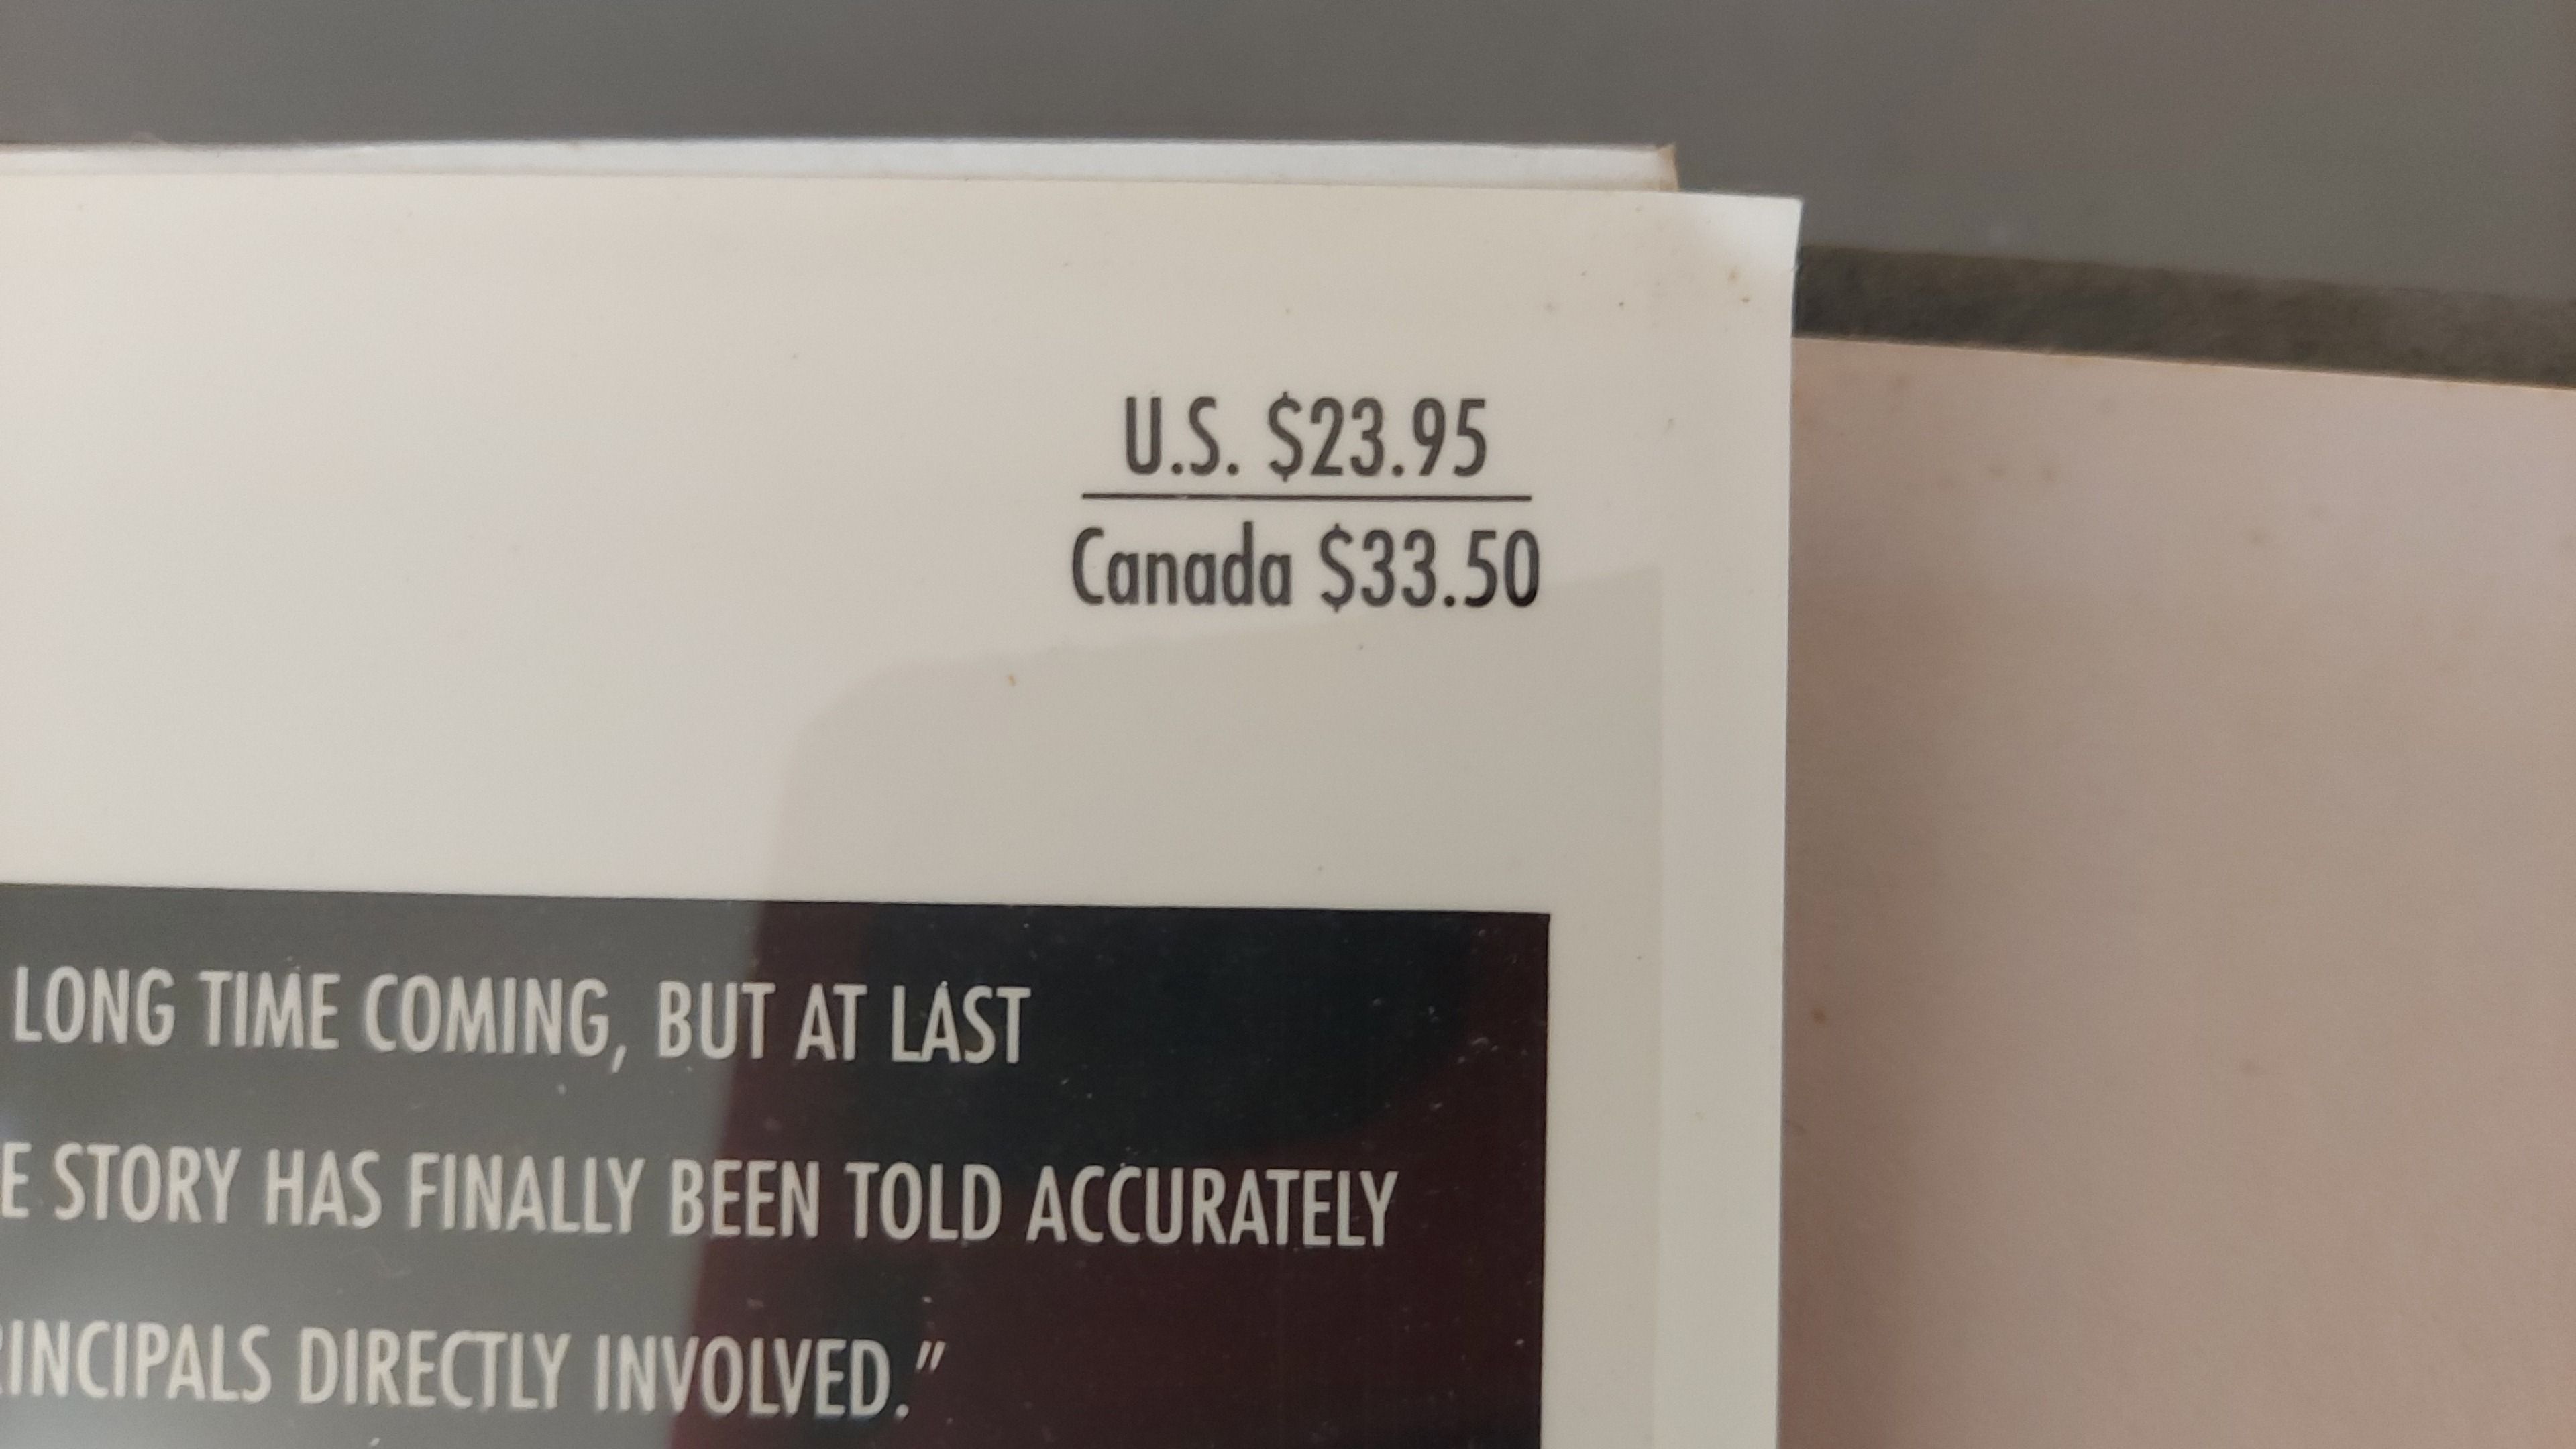 U.S. $23.95
Canada $33.50
LONG TIME COMING, BUT AT LAST
STORY HAS FINALLY BEEN TOLD ACCURATELY
DIRECTLY INVOLVED.”